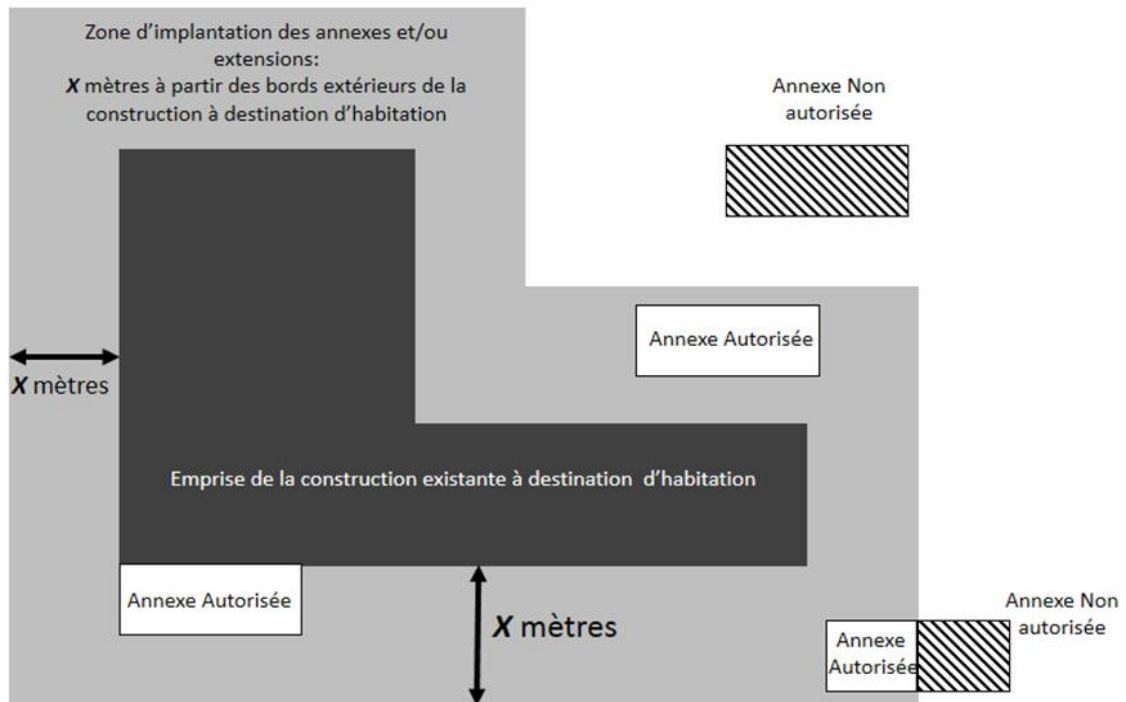 Zone d’implantation des annexes et/ou
extensions:
X mètres à partir des bords extérieurs de la
construction à destination d’habitation
Annexe Non
autorisée
Annexe Autorisée
X mètres
Emprise de la construction existante à destination d’habitation
Annexe Autorisée
X mètres
Annexe
Autorisée
Annexe Non
autorisée